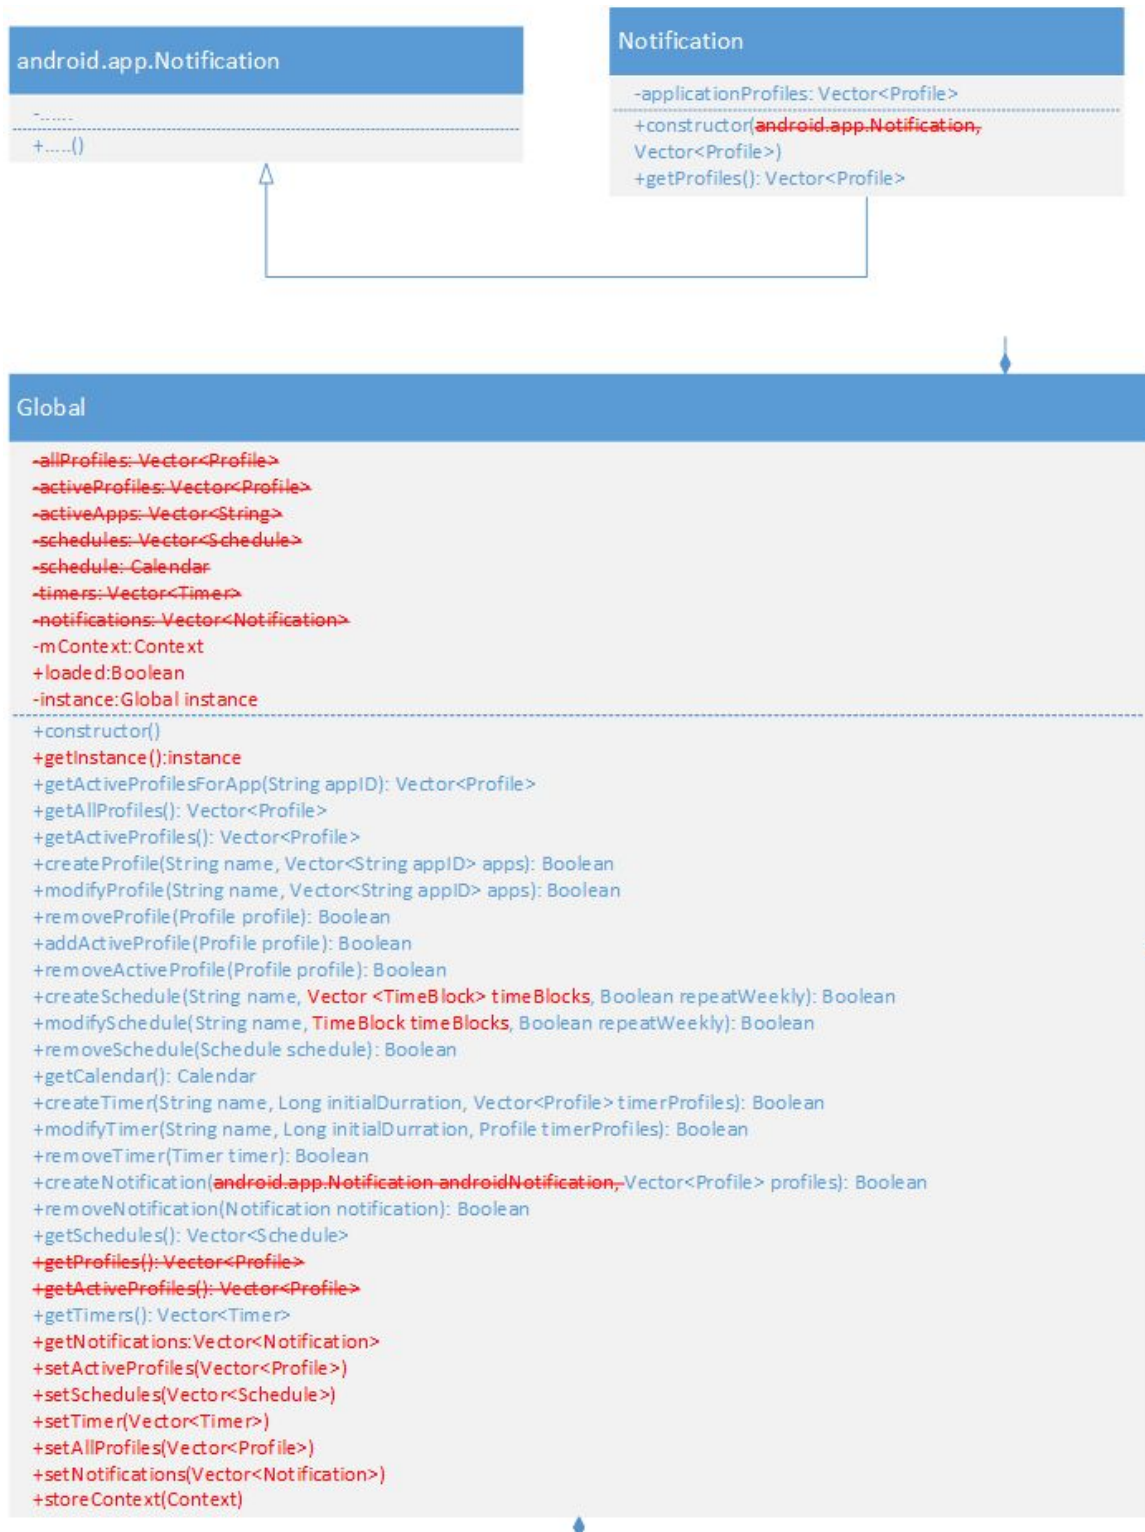 android.app.Notification
-......
+.....()
Notification
-applicationProfiles: Vector<Profile>
+constructor(android.app.Notification,
Vector<Profile>)
+getProfiles(): Vector<Profile>
Global
-allProfiles: Vector<Profile>
-activeProfiles: Vector<Profile>
-activeApps: Vector<String>
-schedules: Vector<Schedule>
-schedule: Calendar
-timers: Vector<Timer>
-notifications: Vector<Notification>
-mContext:Context
+loaded:Boolean
-instance:Global instance
+constructor()
+getInstance():instance
+getActiveProfilesForApp(String appID): Vector<Profile>
+getAllProfiles(): Vector<Profile>
+getActiveProfiles(): Vector<Profile>
+createProfile(String name, Vector<String appID> apps): Boolean
+modifyProfile(String name, Vector<String appID> apps): Boolean
+removeProfile(Profile profile): Boolean
+addActiveProfile(Profile profile): Boolean
+removeActiveProfile(Profile profile): Boolean
+createSchedule(String name, Vector <TimeBlock> timeBlocks, Boolean repeatWeekly): Boolean
+modifySchedule(String name, TimeBlock timeBlocks, Boolean repeatWeekly): Boolean
+removeSchedule(Schedule schedule): Boolean
+getCalendar(): Calendar
+createTimer(String name, Long initialDurration, Vector<Profile> timerProfiles): Boolean
+modifyTimer(String name, Long initialDurration, Profile timerProfiles): Boolean
+removeTimer(Timer timer): Boolean
+createNotification(android.app.Notification androidNotification, Vector<Profile> profiles): Boolean
+removeNotification(Notification notification): Boolean
+getSchedules(): Vector<Schedule>
+getProfiles(): Vector<Profile>
+getActiveProfiles(): Vector<Profile>
+getTimers(): Vector<Timer>
+getNotifications:Vector<Notification>
+setActiveProfiles(Vector<Profile>)
+setSchedules(Vector<Schedule>)
+setTimer(Vector<Timer>)
+setAllProfiles(Vector<Profile>)
+setNotifications(Vector<Notification>)
+storeContext(Context)